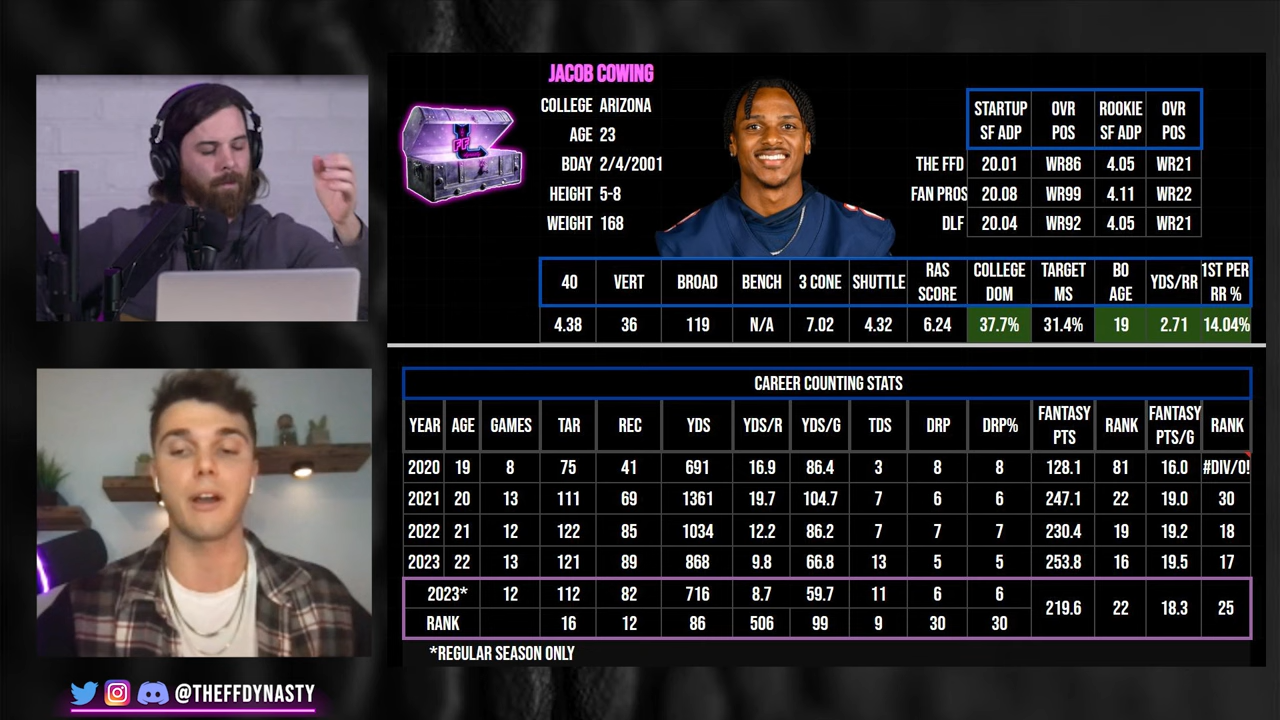 JACOB COWING
COLLEGE ARIZONA
AGE 23
BDAY 2/4/2001
HEIGHT 5-8
WEIGHT 168
FF
STARTUP SF ADP OVR POS ROOKIE SF ADP OVR POS
THE FFD 20.01 WR86 4.05 WR21
FAN PROS 20.08 WR99 4.11 WR22
DLF 20.04 WR92 4.05 WR21
40 VERT BROAD BENCH 3 CONE SHUTTLE RAS SCORE COLLEGE DOM TARGET MS BO AGE YDS/RR 1ST PER RR %
4.38 36 119 N/A 7.02 4.32 6.24 37.7% 31.4% 19 2.71 14.04%
CAREER COUNTING STATS
YEAR AGE GAMES TAR REC YDS YDS/R YDS/G TDS DRP DRP% FANTASY PTS RANK FANTASY PTS/G RANK
2020 19 8 75 41 691 16.9 86.4 3 8 8 128.1 81 16.0 #DIV/0!
2021 20 13 111 69 1361 19.7 104.7 7 6 6 247.1 22 19.0 30
2022 21 12 122 85 1034 12.2 86.2 7 7 7 230.4 19 19.2 18
2023 22 13 121 89 868 9.8 66.8 13 5 5 253.8 16 19.5 17
2023* 12 112 82 716 8.7 59.7 11 6 6 219.6 22 18.3 25
RANK 16 12 86 506 99 9 30 30
*REGULAR SEASON ONLY
@THEFFDYNASTY